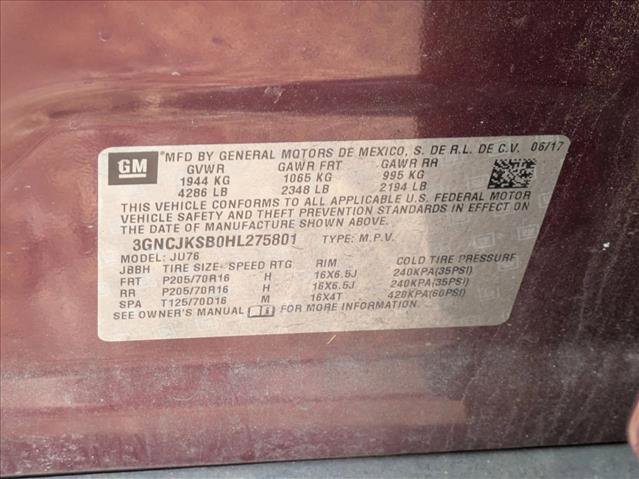 GM
MFD BY GENERAL MOTORS DE MEXICO, S. DE R.L. DE C.V. 06/17
GVWR GAWR FRT GAWR RR
1944 KG 1065 KG 995 KG
4286 LB 2348 LB 2194 LB
THIS VEHICLE CONFORMS TO ALL APPLICABLE U.S. FEDERAL MOTOR
VEHICLE SAFETY AND THEFT PREVENTION STANDARDS IN EFFECT ON
THE DATE OF MANUFACTURE SHOWN ABOVE.
3GNCJKSB0HL275801 TYPE: M.P.V.
MODEL: JU76
JBBH TIRE SIZE SPEED RTG RIM COLD TIRE PRESSURE
FRT P205/70R16 H 16X6.5J 240KPA(35PSI)
RR P205/70R16 H 16X6.5J 240KPA(35PSI)
SPA T125/70D16 M 16X4T 420KPA(60PSI)
SEE OWNER'S MANUAL FOR MORE INFORMATION.